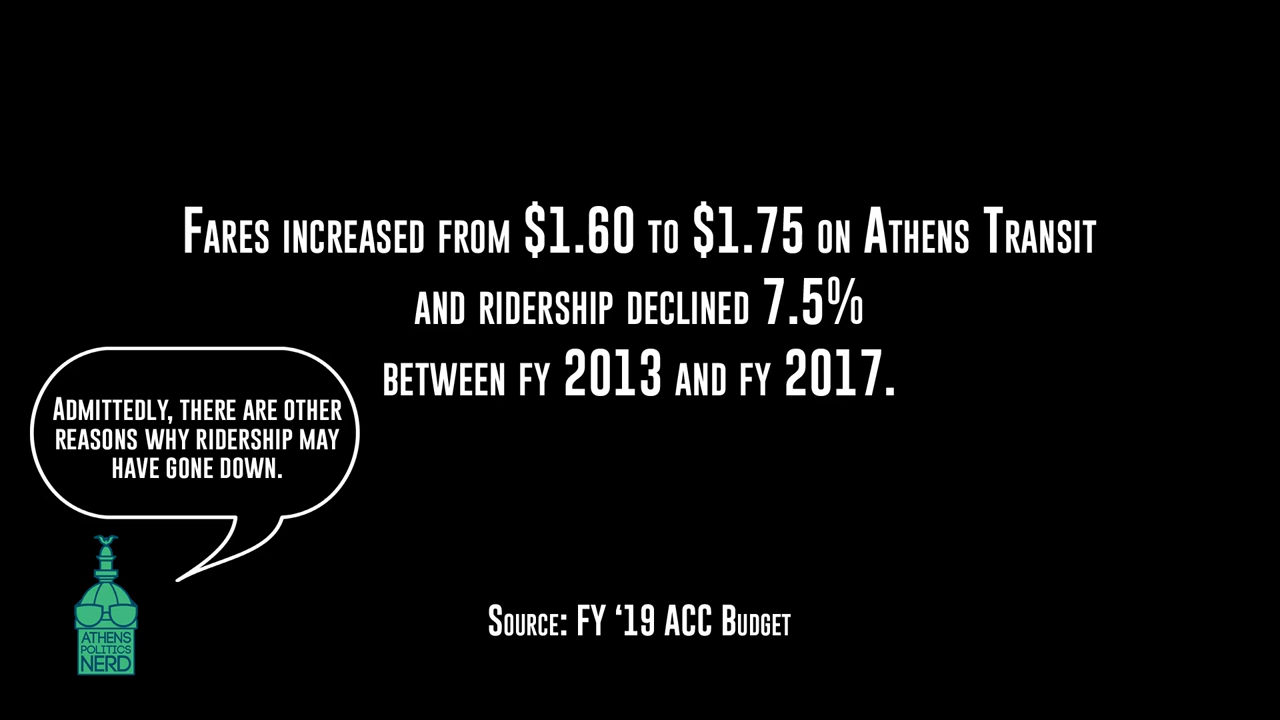 Fares increased from $1.60 to $1.75 on Athens Transit
and ridership declined 7.5%
between fy 2013 and fy 2017.
Admittedly, there are other
reasons why ridership may
have gone down.
Source: FY ‘19 ACC Budget
ATHENS
POLITICS
NERD